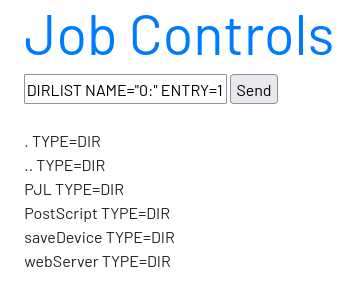 Job Controls
DIRLIST NAME="0:" ENTRY=1 Send
. TYPE=DIR
.. TYPE=DIR
PJL TYPE=DIR
PostScript TYPE=DIR
saveDevice TYPE=DIR
webServer TYPE=DIR